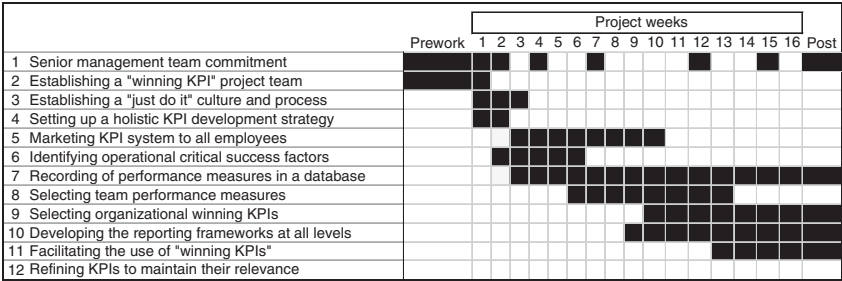 Project weeks
Prework 1 2 3 4 5 6 7 8 9 10 11 12 13 14 15 16 Post
1 Senior management team commitment
2 Establishing a "winning KPI" project team
3 Establishing a "just do it" culture and process
4 Setting up a holistic KPI development strategy
5 Marketing KPI system to all employees
6 Identifying operational critical success factors
7 Recording of performance measures in a database
8 Selecting team performance measures
9 Selecting organizational winning KPIs
10 Developing the reporting frameworks at all levels
11 Facilitating the use of "winning KPIs"
12 Refining KPIs to maintain their relevance